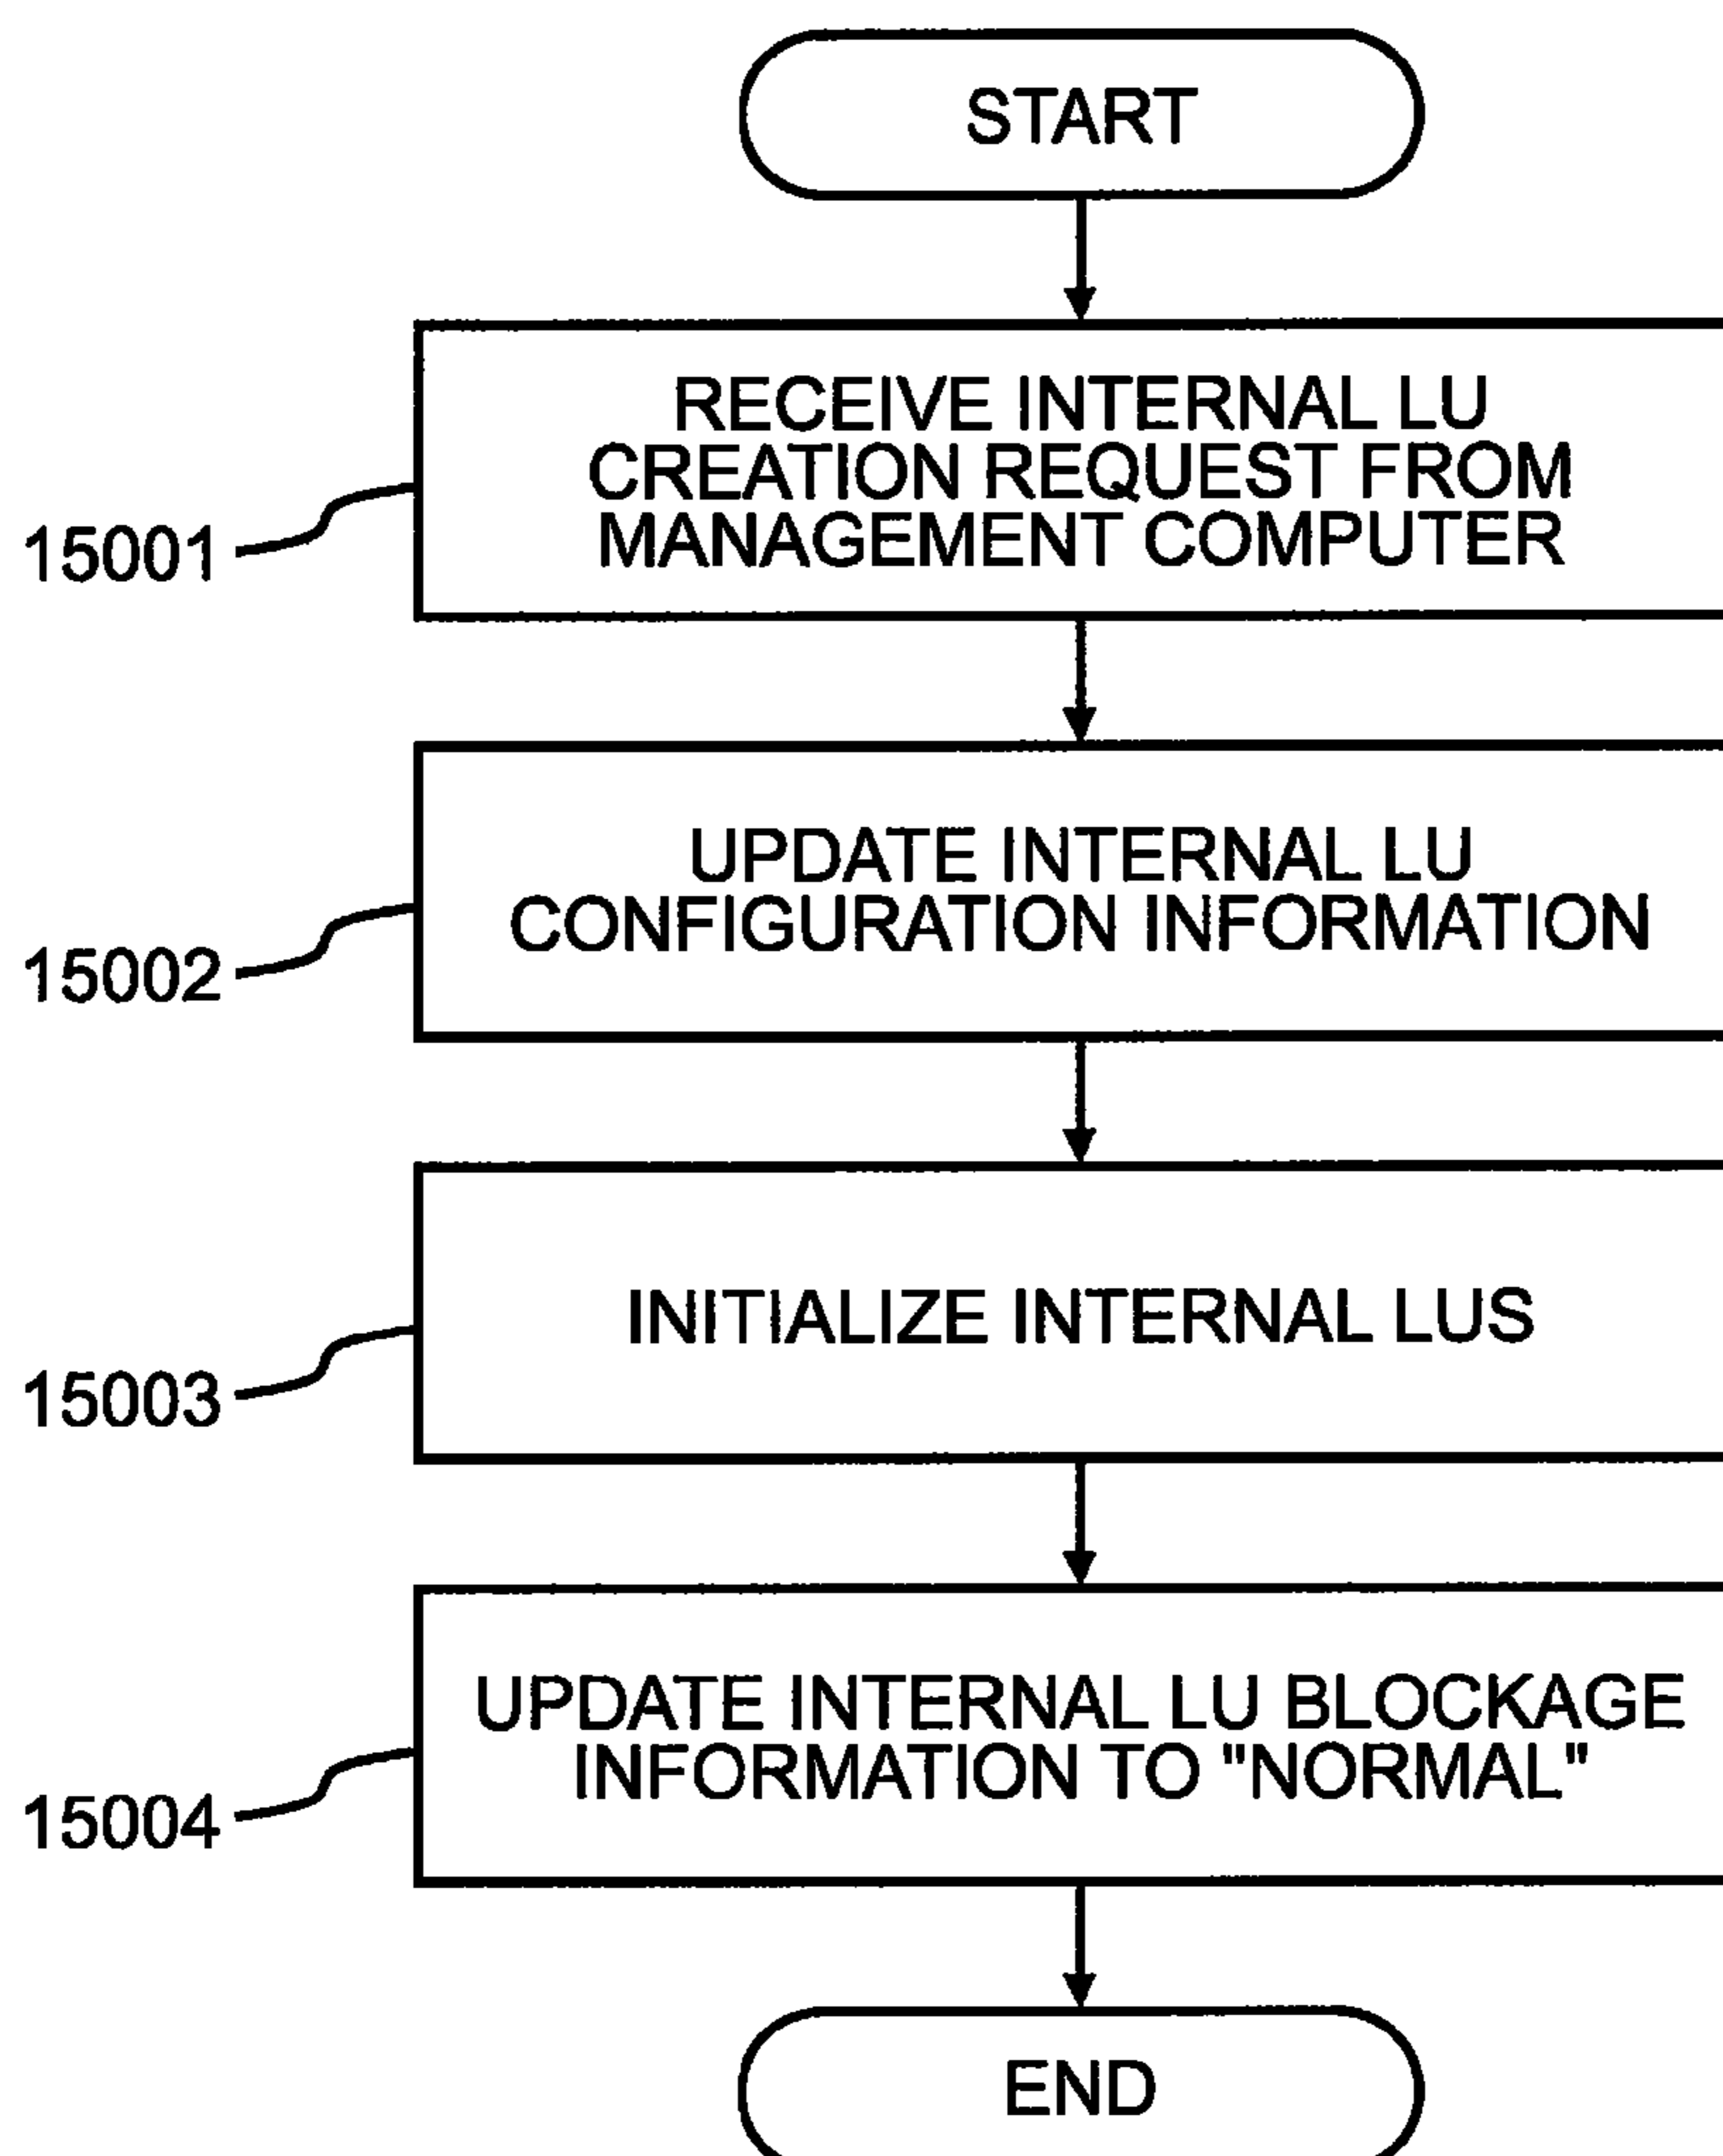 START
RECEIVE INTERNAL LU
CREATION REQUEST FROM
MANAGEMENT COMPUTER
15001
UPDATE INTERNAL LU
CONFIGURATION INFORMATION
15002
INITIALIZE INTERNAL LUS
15003
UPDATE INTERNAL LU BLOCKAGE
INFORMATION TO "NORMAL"
15004
END